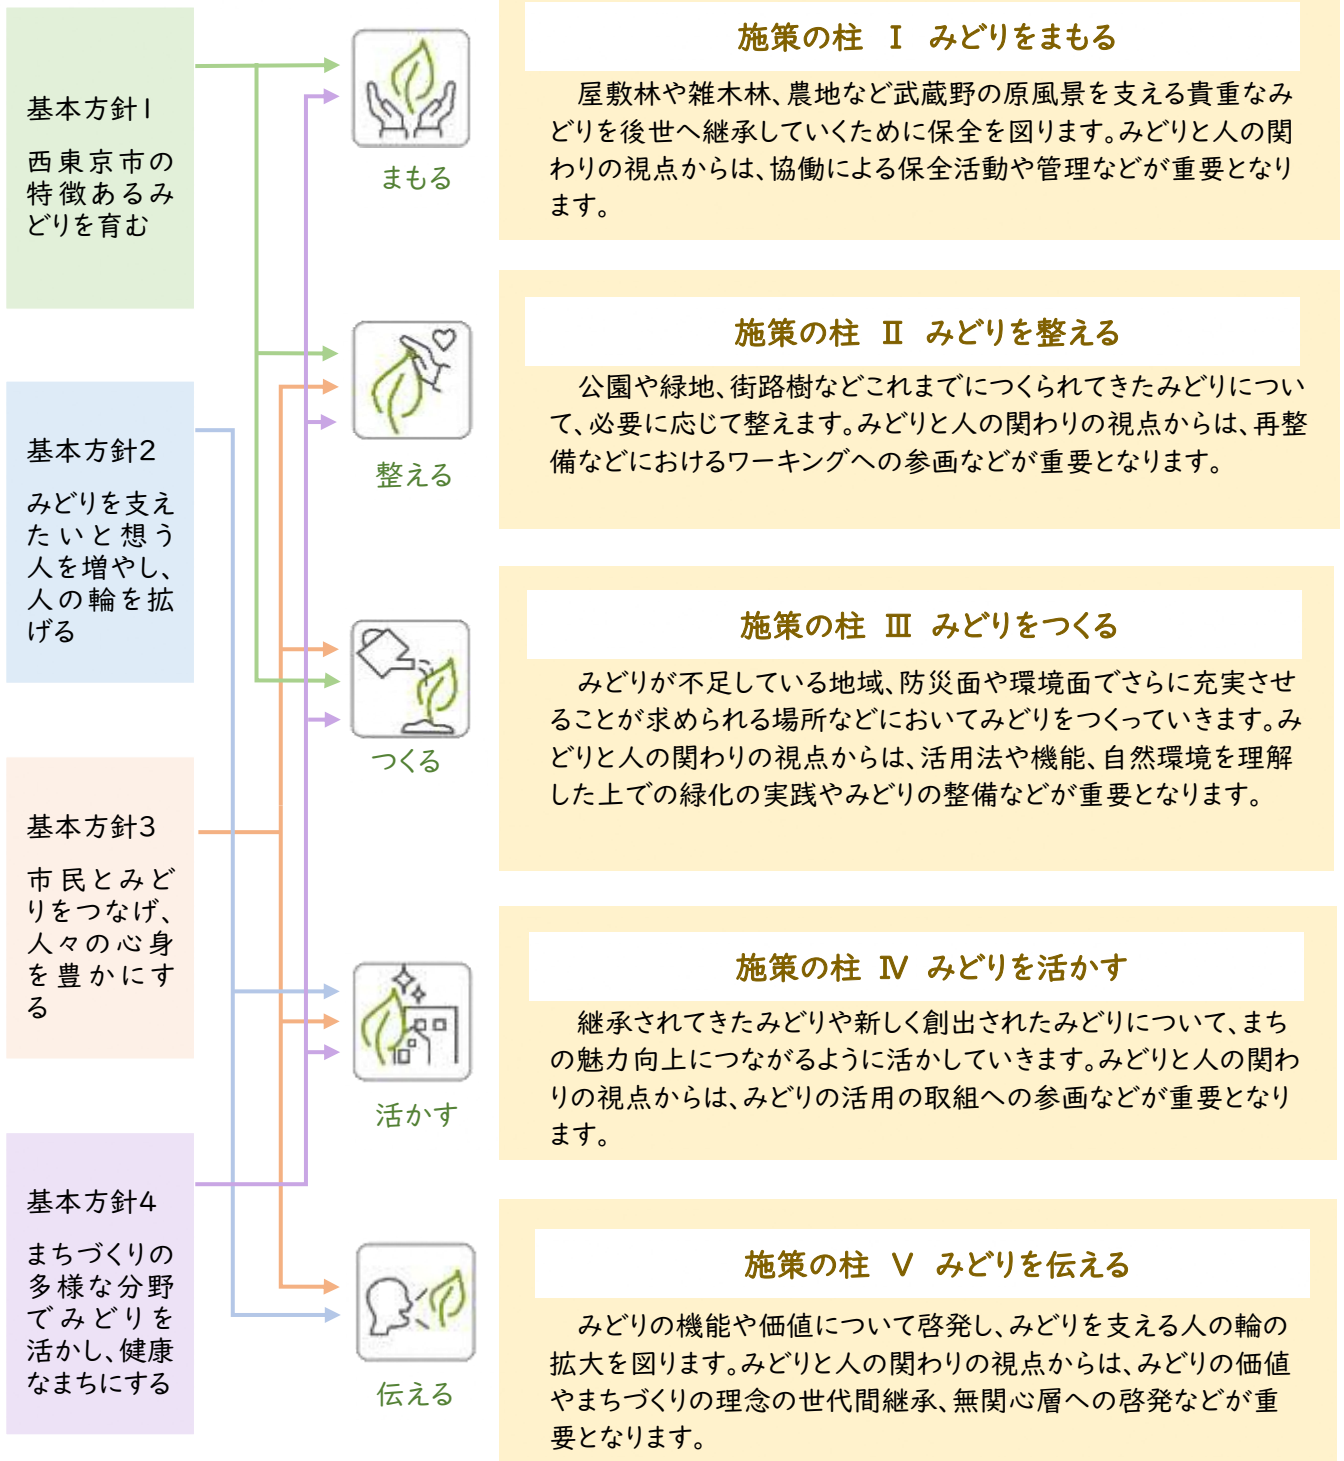 基本方針1
西東京市の
特徴あるみ
どりを育む
基本方針2
みどりを支え
たいと想う
人を増やし、
人の輪を拡
げる
基本方針3
市民とみど
りをつなげ、
人々の心身
を豊かにす
る
基本方針4
まちづくりの
多様な分野
でみどりを
活かし、健康
なまちにする
まもる
整える
つくる
活かす
伝える
施策の柱 Ⅰ みどりをまもる
屋敷林や雑木林、農地など武蔵野の原風景を支える貴重なみ
どりを後世へ継承していくために保全を図ります。みどりと人の関
わりの視点からは、協働による保全活動や管理などが重要となり
ます。
施策の柱 Ⅱ みどりを整える
公園や緑地、街路樹などこれまでにつくられてきたみどりについ
て、必要に応じて整えます。みどりと人の関わりの視点からは、再整
備などにおけるワーキングへの参画などが重要となります。
施策の柱 Ⅲ みどりをつくる
みどりが不足している地域、防災面や環境面でさらに充実させ
ることが求められる場所などにおいてみどりをつくっていきます。み
どりと人の関わりの視点からは、活用法や機能、自然環境を理解
した上での緑化の実践やみどりの整備などが重要となります。
施策の柱 Ⅳ みどりを活かす
継承されてきたみどりや新しく創出されたみどりについて、まち
の魅力向上につながるように活かしていきます。みどりと人の関わ
りの視点からは、みどりの活用の取組への参画などが重要となり
ます。
施策の柱 Ⅴ みどりを伝える
みどりの機能や価値について啓発し、みどりを支える人の輪の
拡大を図ります。みどりと人の関わりの視点からは、みどりの価値
やまちづくりの理念の世代間継承、無関心層への啓発などが重
要となります。